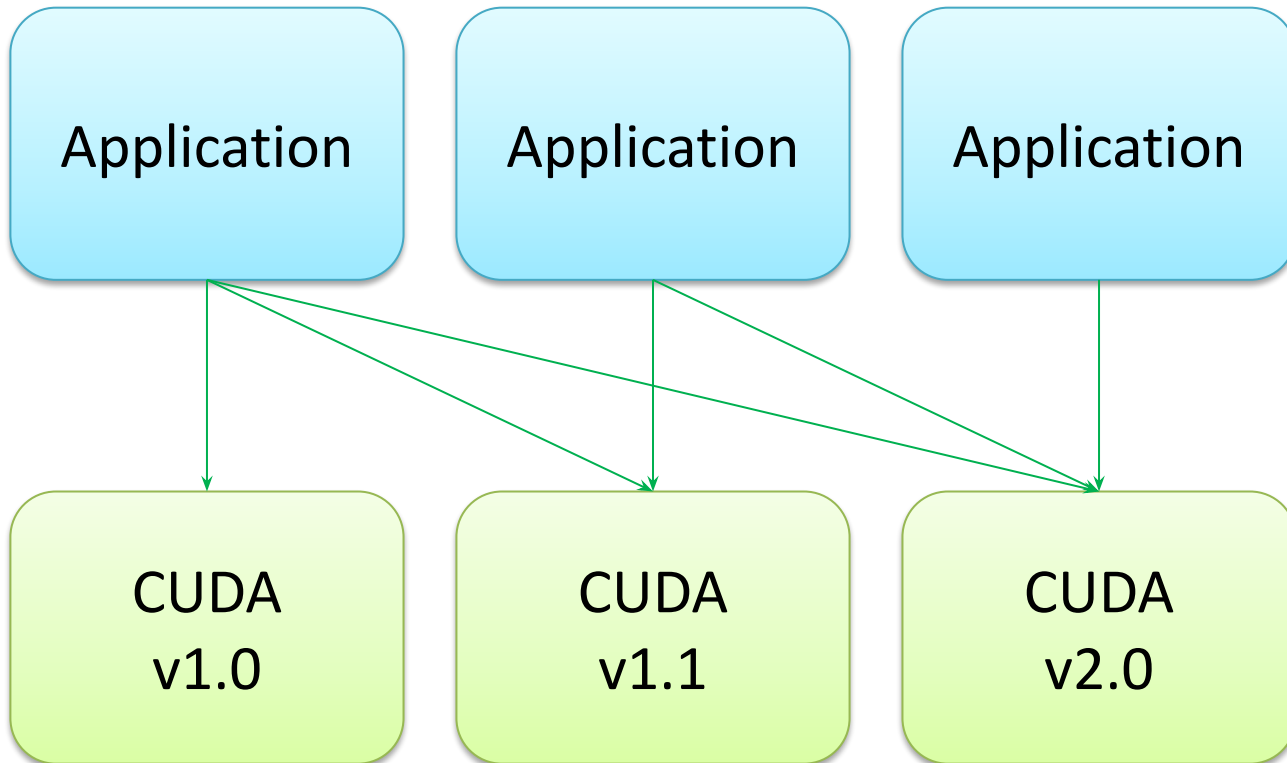 Application
Application
Application
CUDA
v1.0
CUDA
v1.1
CUDA
v2.0